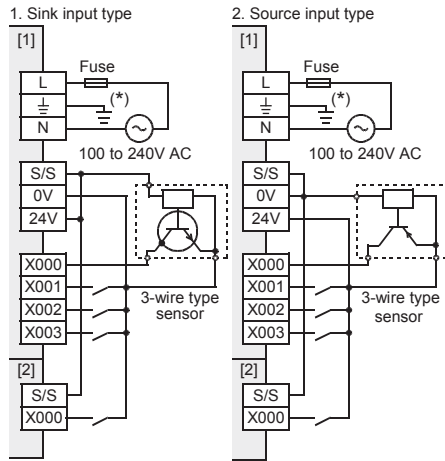 1. Sink input type
[1]
L
Fuse
(*)
N
100 to 240V AC
S/S
0V
24V
X000
X001
X002
X003
3-wire type
sensor
[2]
S/S
X000
2. Source input type
[1]
L
Fuse
(*)
N
100 to 240V AC
S/S
0V
24V
X000
X001
X002
X003
3-wire type
sensor
[2]
S/S
X000